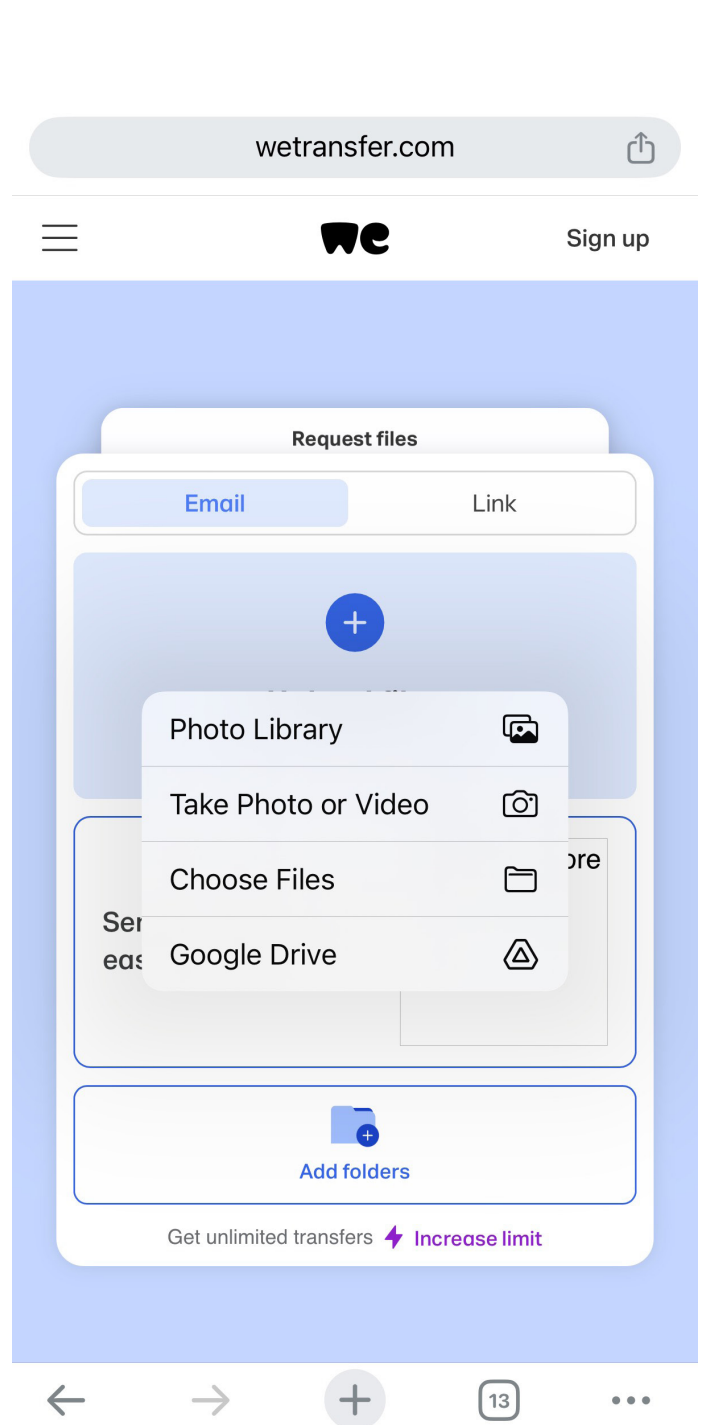 wetransfer.com
we
Sign up
Request files
Email
Link
Photo Library
Take Photo or Video
Choose Files
Google Drive
Add folders
Get unlimited transfers Increase limit
13